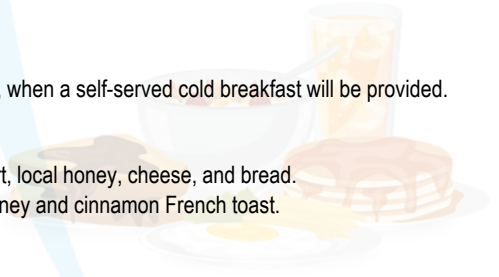 , when a self-served cold breakfast will be provided.
rt, local honey, cheese, and bread.
ney and cinnamon French toast.